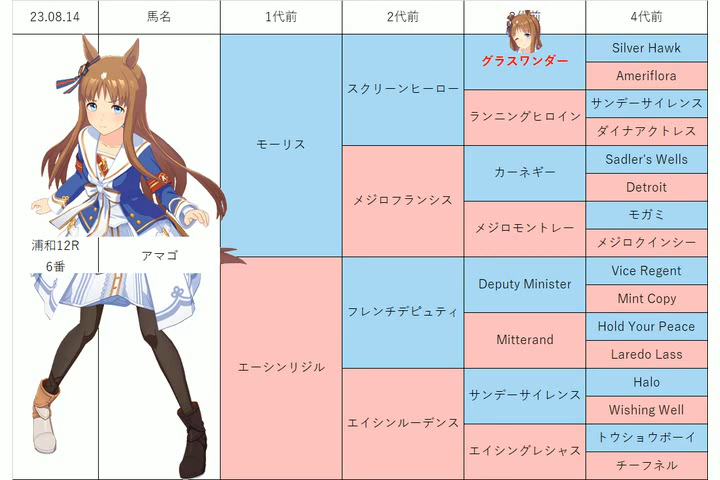 23.08.14 馬名 1代前 2代前 4代前
モーリス
スクリーンヒーロー
グラスワンダー
Silver Hawk
Ameriflora
ランニングヒロイン
サンデーサイレンス
ダイナアクトレス
メジロフランシス
カーネギー
Sadler's Wells
Detroit
メジロモントレー
モガミ
メジロクインシー
浦和12R
6番
アマゴ
エーシンリジル
フレンチデピュティ
Deputy Minister
Vice Regent
Mint Copy
Mitterand
Hold Your Peace
Laredo Lass
エイシンルーデンス
サンデーサイレンス
Halo
Wishing Well
エイシングレシャス
トウショウボーイ
チーフネル